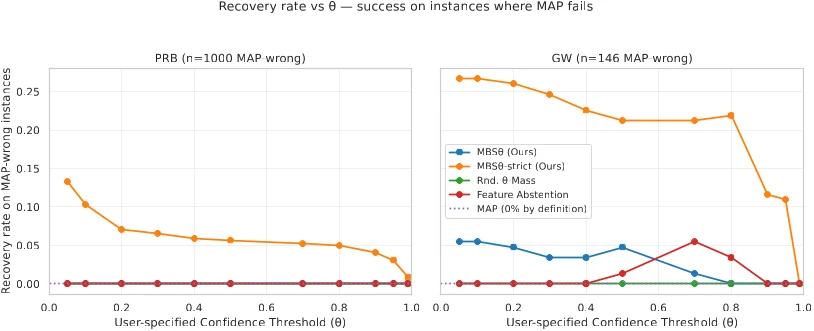 Recovery rate vs θ — success on instances where MAP fails
PRB (n=1000 MAP-wrong)
GW (n=146 MAP-wrong)
Recovery rate on MAP-wrong instances
0.25
0.20
0.15
0.10
0.05
0.00
MBSθ (Ours)
MBSθ-strict (Ours)
Rnd. θ Mass
Feature Abstention
MAP (0% by definition)
0.0 0.2 0.4 0.6 0.8 1.0
0.0 0.2 0.4 0.6 0.8 1.0
User-specified Confidence Threshold (θ)
User-specified Confidence Threshold (θ)